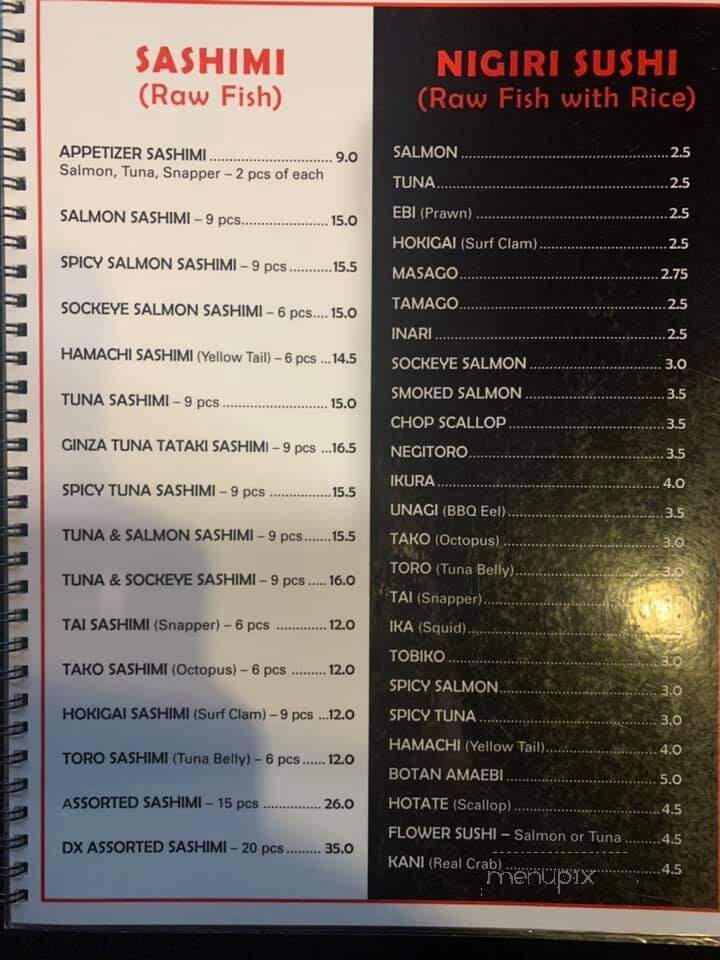 SASHIMI
(Raw Fish)
APPETIZER SASHIMI .............................. 9.0
Salmon, Tuna, Snapper – 2 pcs of each
SALMON SASHIMI – 9 pcs..................... 15.0
SPICY SALMON SASHIMI – 9 pcs........... 15.5
SOCKEYE SALMON SASHIMI – 6 pcs.... 15.0
HAMACHI SASHIMI (Yellow Tail) – 6 pcs ...14.5
TUNA SASHIMI – 9 pcs .......................... 15.0
GINZA TUNA TATAKI SASHIMI – 9 pcs ...16.5
SPICY TUNA SASHIMI – 9 pcs ............... 15.5
TUNA & SALMON SASHIMI – 9 pcs.......15.5
TUNA & SOCKEYE SASHIMI – 9 pcs ..... 16.0
TAI SASHIMI (Snapper) – 6 pcs ............. 12.0
TAKO SASHIMI (Octopus) – 6 pcs ......... 12.0
HOKIGAI SASHIMI (Surf Clam) – 9 pcs ...12.0
TORO SASHIMI (Tuna Belly) – 6 pcs...... 12.0
ASSORTED SASHIMI – 15 pcs ............... 26.0
DX ASSORTED SASHIMI – 20 pcs......... 35.0
NIGIRI SUSHI
(Raw Fish with Rice)
SALMON ....................................................2.5
TUNA.........................................................2.5
EBI (Prawn) ................................................2.5
HOKIGAI (Surf Clam)................................2.5
MASAGO..................................................2.75
TAMAGO....................................................2.5
INARI .........................................................2.5
SOCKEYE SALMON ..................................3.0
SMOKED SALMON ...................................3.5
CHOP SCALLOP.......................................3.5
NEGITORO.................................................3.5
IKURA ........................................................4.0
UNAGI (BBQ Eel).......................................3.5
TAKO (Octopus) ........................................3.0
TORO (Tuna Belly).....................................3.0
TAI (Snapper)..............................................
IKA (Squid)..................................................
TOBIKO .....................................................3.0
SPICY SALMON.........................................3.0
SPICY TUNA .............................................3.0
HAMACHI (Yellow Tail)..............................4.0
BOTAN AMAEBI ........................................5.0
HOTATE (Scallop)......................................4.5
FLOWER SUSHI – Salmon or Tuna .......4.5
KANI (Real Crab) .......................................4.5
menupix